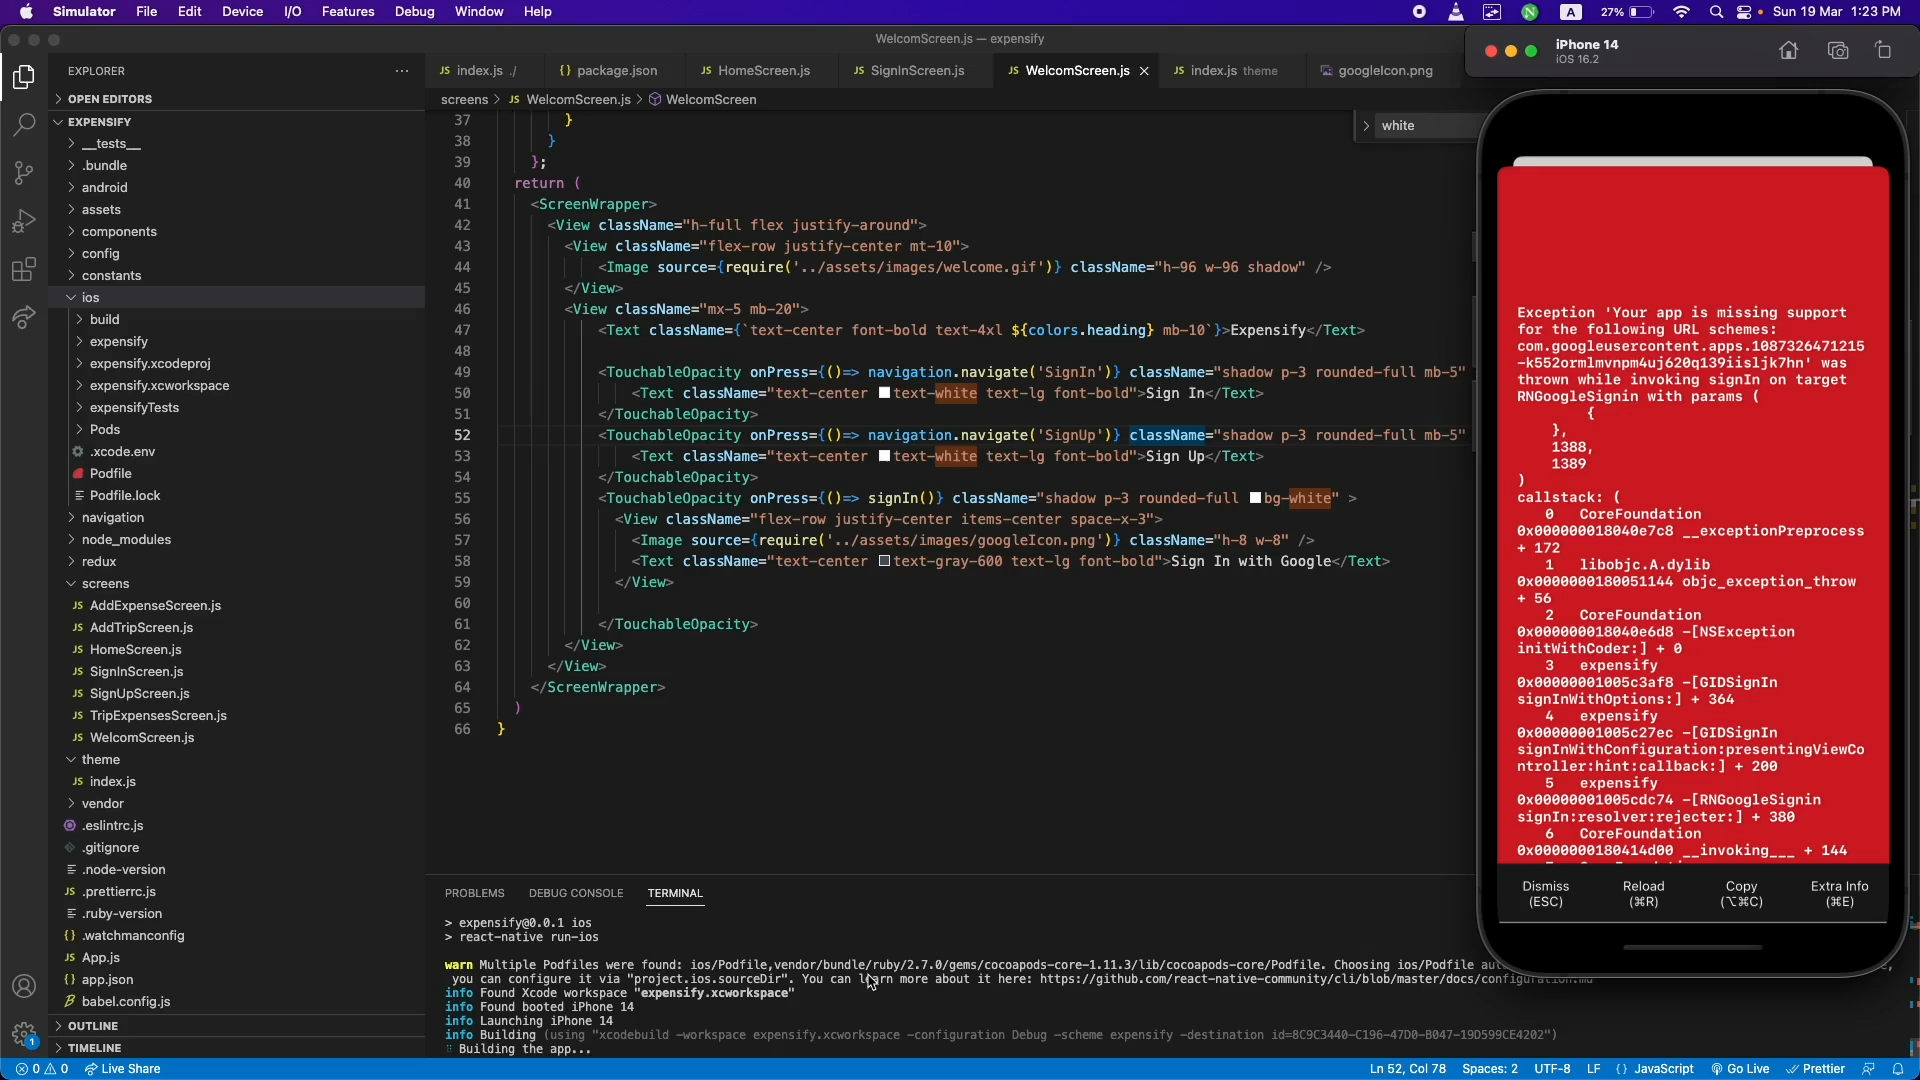 Simulator File Edit Device I/O Features Debug Window Help
A 27% Sun 19 Mar 1:23 PM
WelcomScreen.js — expensify
iPhone 14
iOS 16.2
EXPLORER
index.js ./
package.json
HomeScreen.js
SignInScreen.js
WelcomScreen.js
index.js theme
googleIcon.png
screens > JS WelcomScreen.js > WelcomScreen
white
OPEN EDITORS
EXPENSIFY
__tests__
.bundle
android
assets
components
config
constants
ios
build
expensify
expensify.xcodeproj
expensify.xcworkspace
expensifyTests
Pods
.xcode.env
Podfile
Podfile.lock
navigation
node_modules
redux
screens
AddExpenseScreen.js
AddTripScreen.js
HomeScreen.js
SignInScreen.js
SignUpScreen.js
TripExpensesScreen.js
WelcomScreen.js
theme
index.js
vendor
.eslintrc.js
.gitignore
.node-version
.prettierrc.js
.ruby-version
.watchmanconfig
App.js
app.json
babel.config.js
OUTLINE
TIMELINE
37 }
38 }
39 };
40 return (
41 <ScreenWrapper>
42 <View className="h-full flex justify-around">
43 <View className="flex-row justify-center mt-10">
44 <Image source={require('../assets/images/welcome.gif')} className="h-96 w-96 shadow" />
45 </View>
46 <View className="mx-5 mb-20">
47 <Text className={`text-center font-bold text-4xl ${colors.heading} mb-10`}>Expensify</Text>
48
49 <TouchableOpacity onPress={()=> navigation.navigate('SignIn')} className="shadow p-3 rounded-full mb-5"
50 <Text className="text-center text-white text-lg font-bold">Sign In</Text>
51 </TouchableOpacity>
52 <TouchableOpacity onPress={()=> navigation.navigate('SignUp')} className="shadow p-3 rounded-full mb-5"
53 <Text className="text-center text-white text-lg font-bold">Sign Up</Text>
54 </TouchableOpacity>
55 <TouchableOpacity onPress={()=> signIn()} className="shadow p-3 rounded-full bg-white" >
56 <View className="flex-row justify-center items-center space-x-3">
57 <Image source={require('../assets/images/googleIcon.png')} className="h-8 w-8" />
58 <Text className="text-center text-gray-600 text-lg font-bold">Sign In with Google</Text>
59 </View>
60
61 </TouchableOpacity>
62 </View>
63 </View>
64 </ScreenWrapper>
65 )
66 }
Exception 'Your app is missing support
for the following URL schemes:
com.googleusercontent.apps.1087326471215
-k552ormlmvnpm4uj620q139iisljk7hn' was
thrown while invoking signIn on target
RNGoogleSignin with params (
{
},
1388,
1389
)
callstack: (
0 CoreFoundation
0x000000018040e7c8 __exceptionPreprocess
+ 172
1 libobjc.A.dylib
0x0000000180051144 objc_exception_throw
+ 56
2 CoreFoundation
0x000000018040e6d8 -[NSException
initWithCoder:] + 0
3 expensify
0x00000001005c3af8 -[GIDSignIn
signInWithOptions:] + 364
4 expensify
0x00000001005c27ec -[GIDSignIn
signInWithConfiguration:presentingViewCo
ntroller:hint:callback:] + 200
5 expensify
0x00000001005cdc74 -[RNGoogleSignin
signIn:resolver:rejecter:] + 380
6 CoreFoundation
0x0000000180414d00 __invoking___ + 144
Dismiss Reload Copy Extra Info
(ESC) (⌘R) (⌥⌘C) (⌘E)
PROBLEMS DEBUG CONSOLE TERMINAL
> expensify@0.0.1 ios
> react-native run-ios
warn Multiple Podfiles were found: ios/Podfile,vendor/bundle/ruby/2.7.0/gems/cocoapods-core-1.11.3/lib/cocoapods-core/Podfile. Choosing ios/Podfile
you can configure it via "project.ios.sourceDir". You can learn more about it here: https://github.com/react-native-community/cli/blob/master/docs/configuration.md
info Found Xcode workspace "expensify.xcworkspace"
info Found booted iPhone 14
info Launching iPhone 14
info Building (using "xcodebuild -workspace expensify.xcworkspace -configuration Debug -scheme expensify -destination id=8C9C3440-C196-47D0-B047-19D599CE4202")
Building the app...
1
0 0 Live Share
Ln 52, Col 78 Spaces: 2 UTF-8 LF {} JavaScript Go Live Prettier